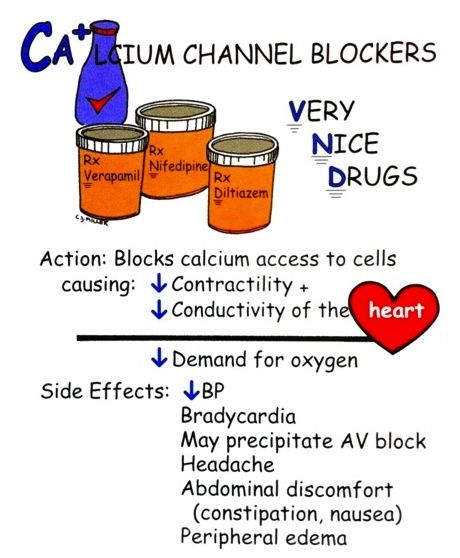 CA+LCIUM CHANNEL BLOCKERS
VERY
NICE
DRUGS
Rx
Verapamil
Rx
Nifedipine
Rx
Diltiazem
CJ MILLER
Action: Blocks calcium access to cells
causing: ↓ Contractility +
↓ Conductivity of the heart
↓ Demand for oxygen
Side Effects: ↓BP
Bradycardia
May precipitate AV block
Headache
Abdominal discomfort
(constipation, nausea)
Peripheral edema